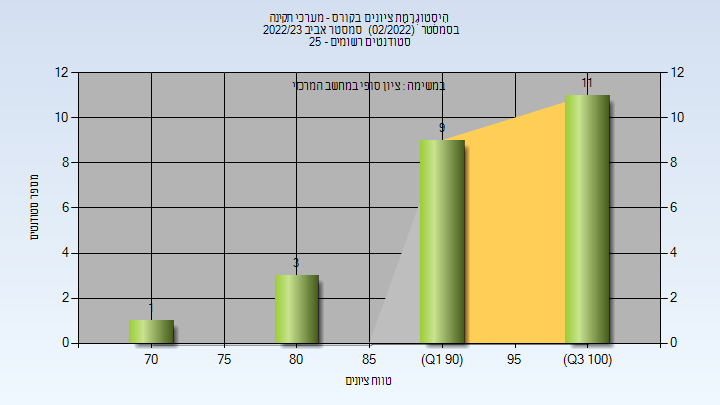 היסטוגרמת ציונים בקורס - מערכי תקינה
בסמסטר (02/2022) סמסטר אביב 2022/23
סטודנטים רשומים - 25
במשימה : ציון סופי במחשב המרכזי
12 12
10 10
8 8
6 6
4 4
2 2
0 0
1 3 9 11
מספר סטודנטים
70 75 80 85 (Q1 90) 95 (Q3 100)
טווח ציונים